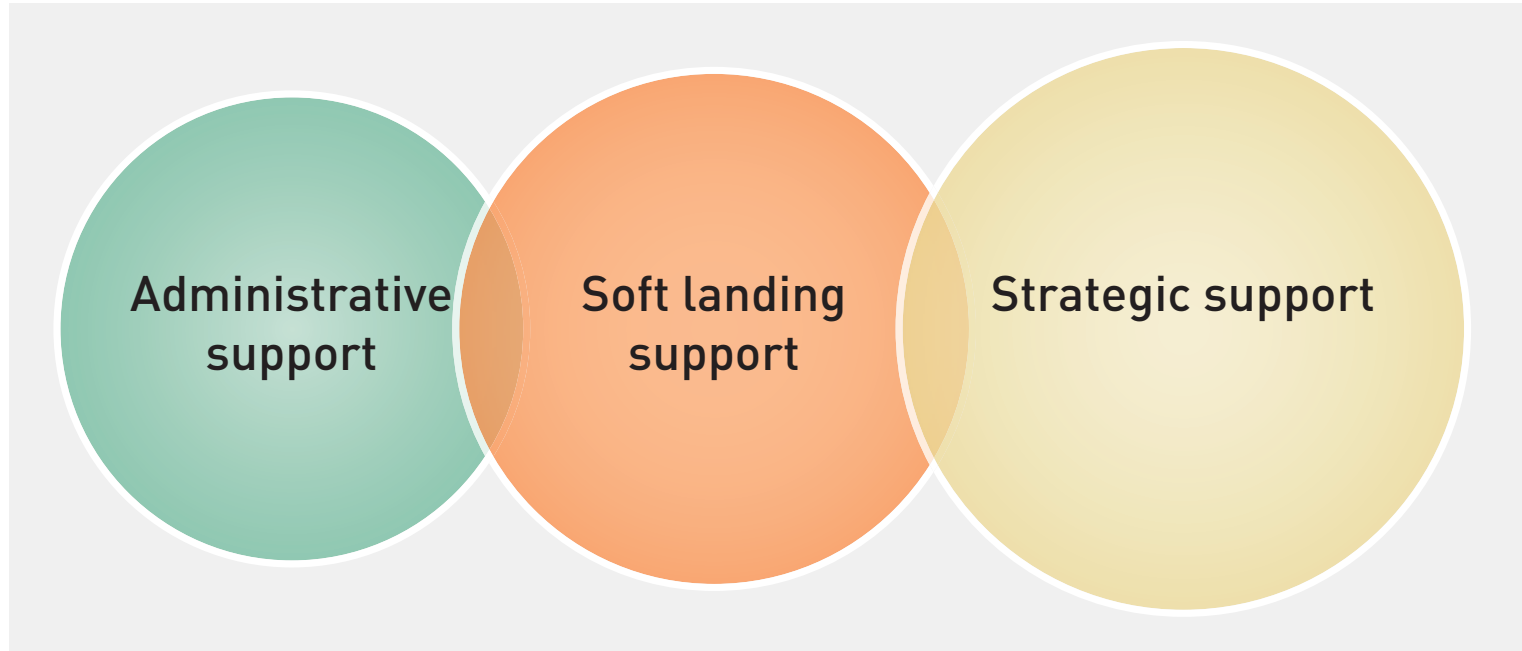 Administrative
support
Soft landing
support
Strategic support